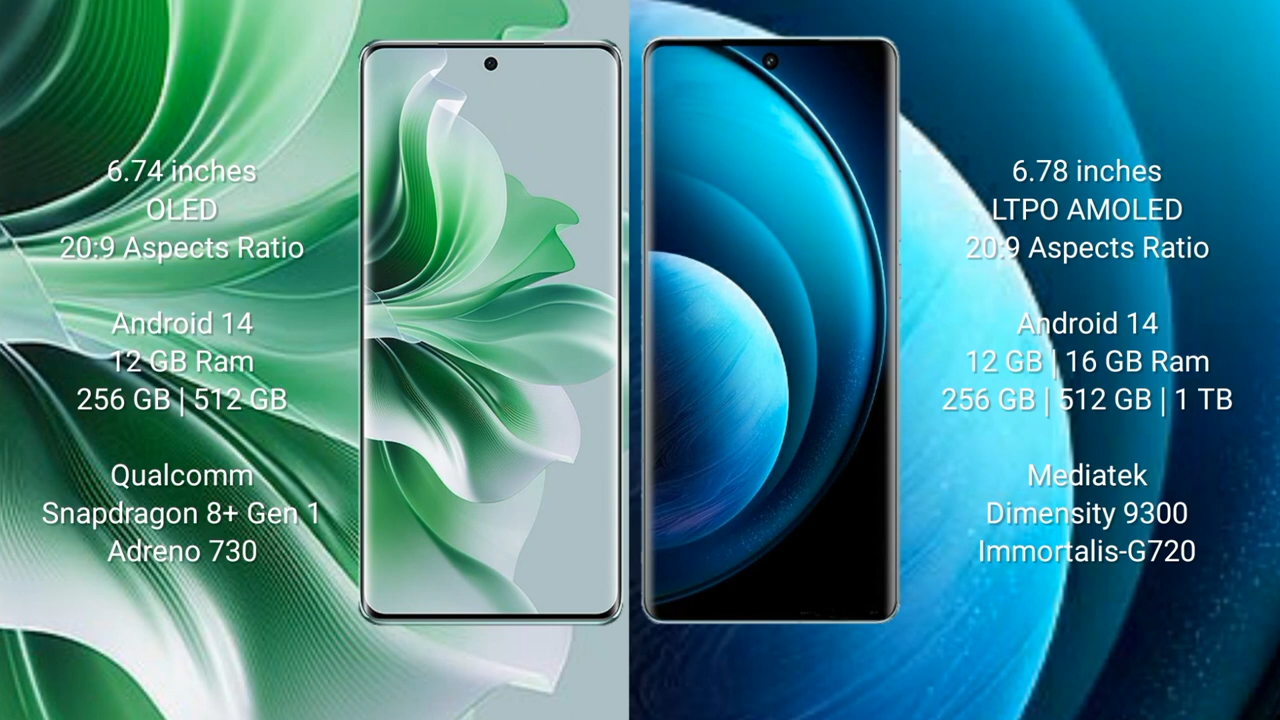 6.74 inches
OLED
20:9 Aspects Ratio
Android 14
12 GB Ram
256 GB | 512 GB
Qualcomm
Snapdragon 8+ Gen 1
Adreno 730
6.78 inches
LTPO AMOLED
20:9 Aspects Ratio
Android 14
12 GB | 16 GB Ram
256 GB | 512 GB | 1 TB
Mediatek
Dimensity 9300
Immortalis-G720